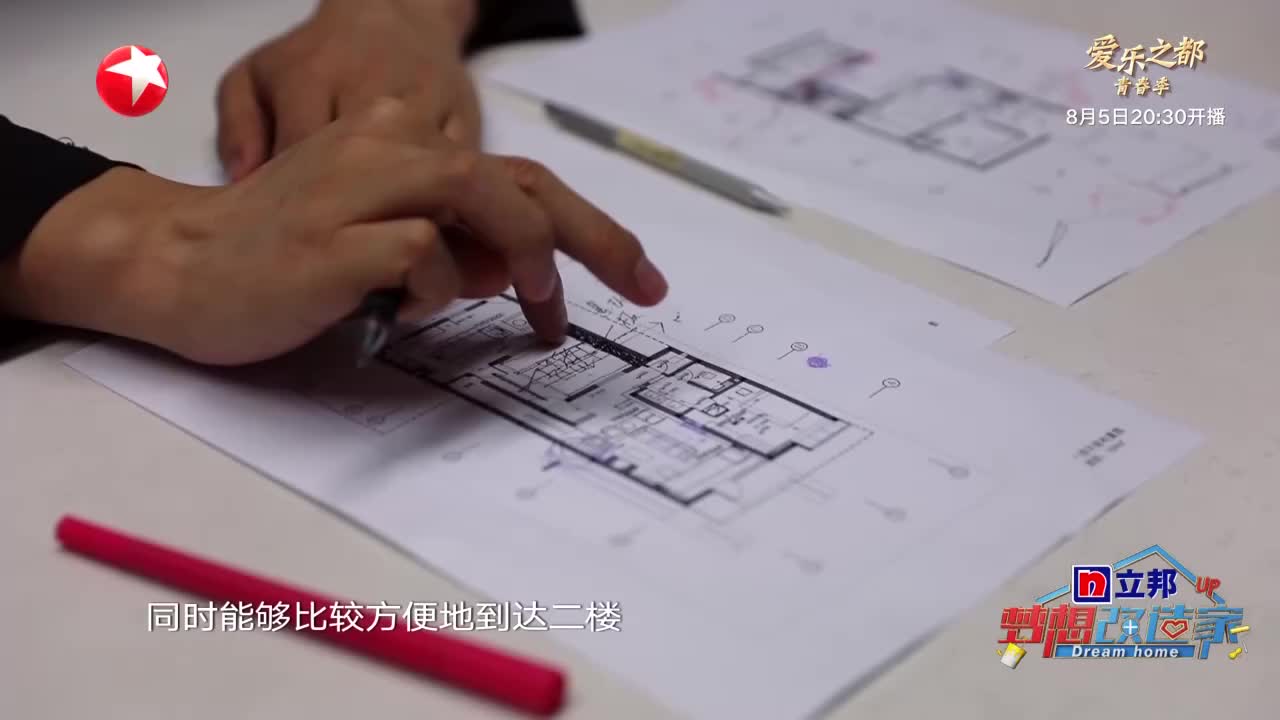 爱乐之都
青春季
8月5日20:30开播
同时能够比较方便地到达二楼
n立邦
梦想改造家 UP
Dream home